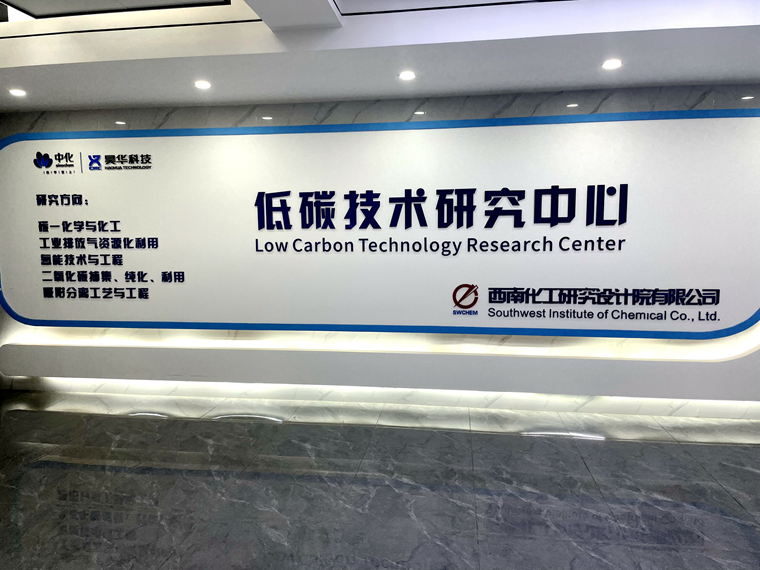 中化
sinochem
昊华科技
HAOHUA TECHNOLOGY
研究方向：
碳一化学与化工
工业排放气资源化利用
氢能技术与工程
二氧化碳捕集、纯化、利用
吸附分离工艺与工程
低碳技术研究中心
Low Carbon Technology Research Center
SWCHEM
西南化工研究设计院有限公司
Southwest Institute of Chemical Co., Ltd.